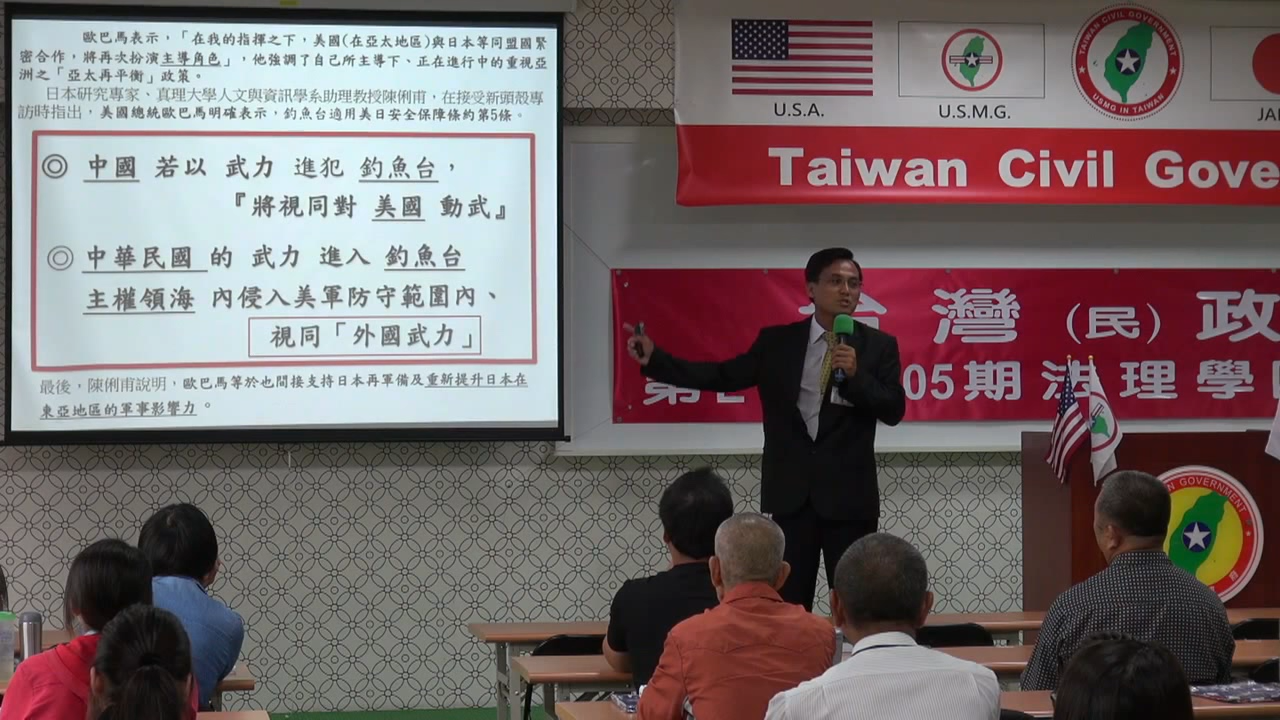 歐巴馬表示，「在我的指揮之下，美國(在亞太地區)與日本等同盟國緊
密合作，將再次扮演主導角色」，他強調了自己所主導下、正在進行中的重視亞
洲之「亞太再平衡」政策。
日本研究專家、真理大學人文與資訊學系助理教授陳俐甫，在接受新頭殼專
訪時指出，美國總統歐巴馬明確表示，釣魚台適用美日安全保障條約第5條。
◎ 中國 若以 武力 進犯 釣魚台，
『將視同對 美國 動武』
◎ 中華民國 的 武力 進入 釣魚台
主權領海 內侵入美軍防守範圍內、
視同「外國武力」
最後，陳俐甫說明，歐巴馬等於也間接支持日本再軍備及重新提升日本在
東亞地區的軍事影響力。
TAIWAN CIVIL GOVERNMENT
USMG IN TAIWAN
U.S.A.
U.S.M.G.
JA
Taiwan Civil Gove
台灣（民）政
第 05期法理學
GOVERNMENT